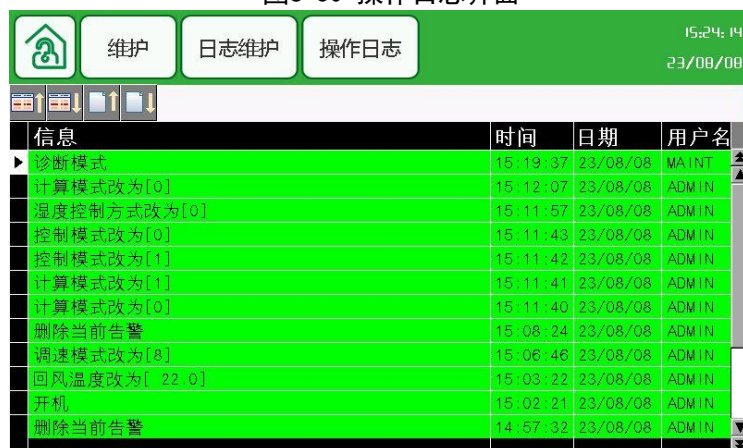 维护 日志维护 操作日志
15:24:14
23/08/08
信息 时间 日期 用户名
诊断模式 15:19:37 23/08/08 MAINT
计算模式改为[0] 15:12:07 23/08/08 ADMIN
湿度控制方式改为[0] 15:11:57 23/08/08 ADMIN
控制模式改为[0] 15:11:43 23/08/08 ADMIN
控制模式改为[1] 15:11:42 23/08/08 ADMIN
计算模式改为[1] 15:11:41 23/08/08 ADMIN
计算模式改为[0] 15:11:40 23/08/08 ADMIN
删除当前告警 15:08:24 23/08/08 ADMIN
调速模式改为[8] 15:06:46 23/08/08 ADMIN
回风温度改为[ 22.0] 15:03:22 23/08/08 ADMIN
开机 15:02:21 23/08/08 ADMIN
删除当前告警 14:57:32 23/08/08 ADMIN